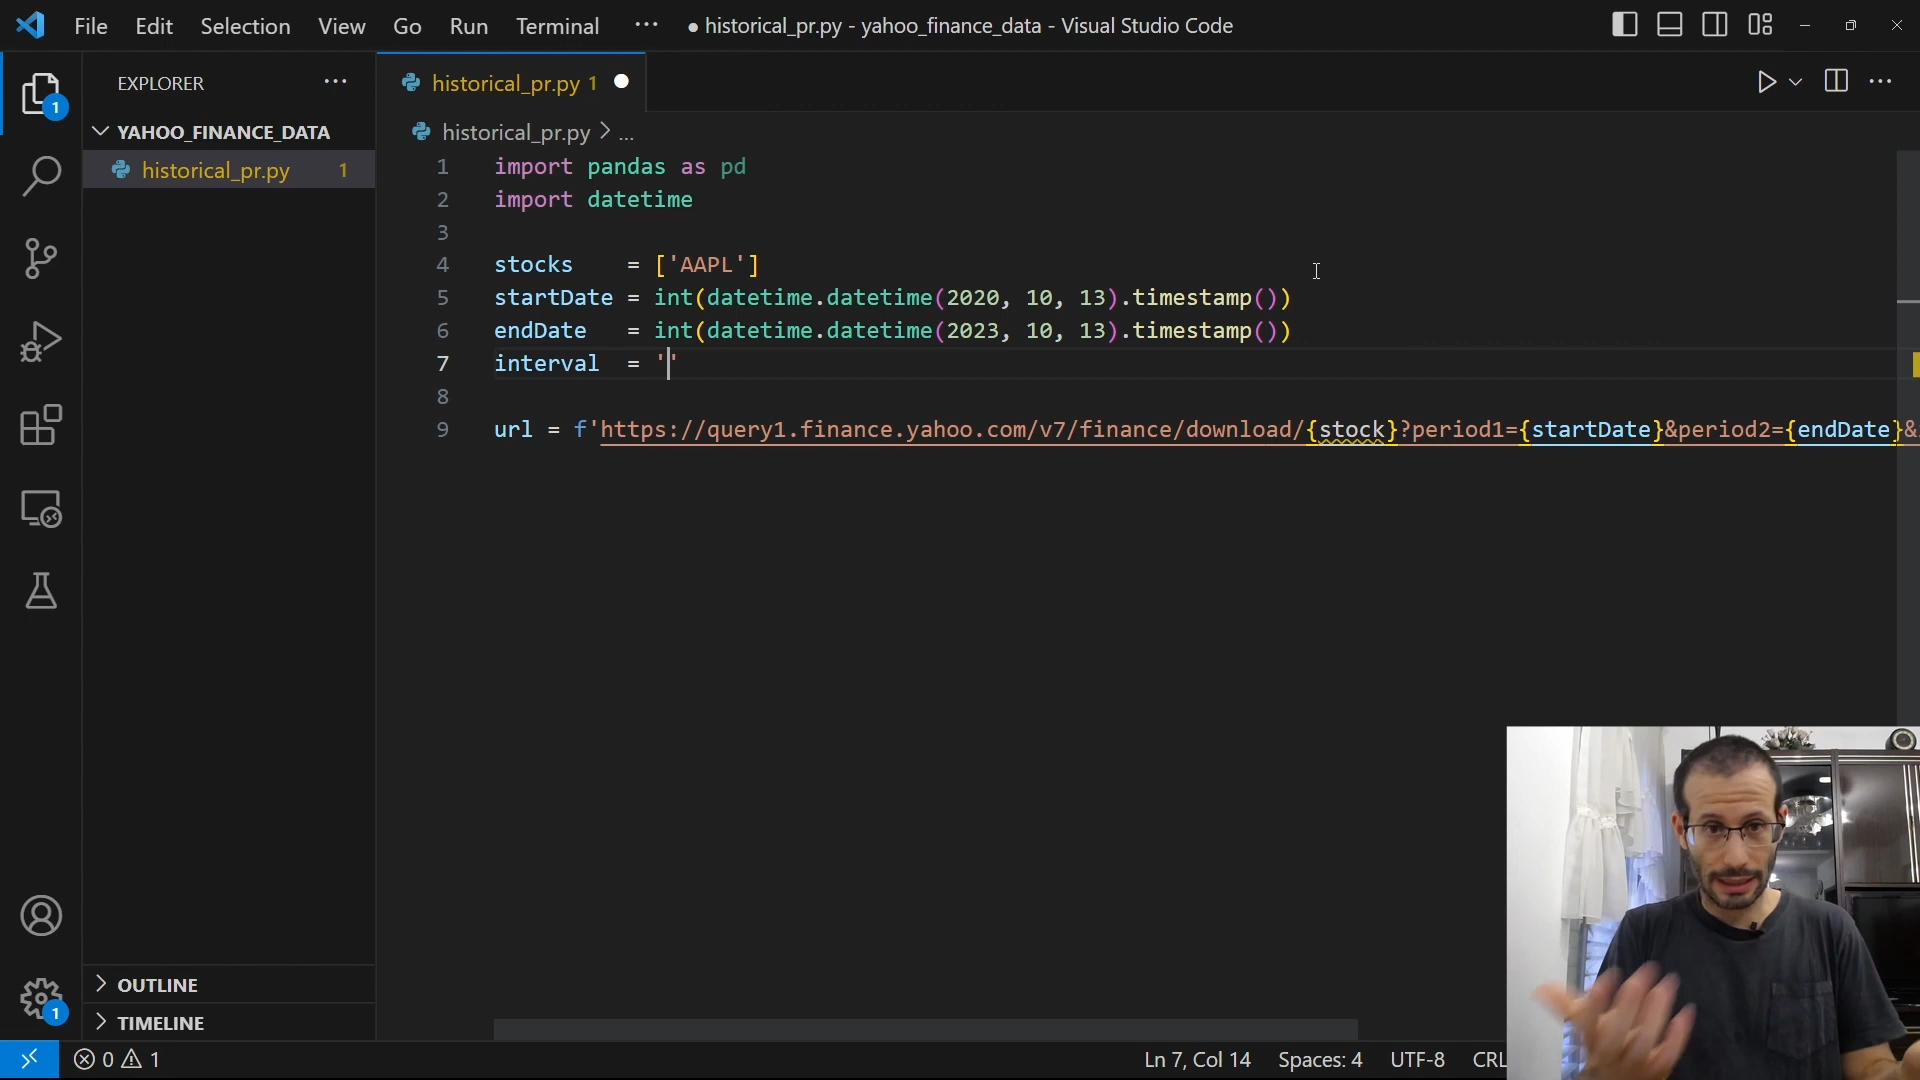 File Edit Selection View Go Run Terminal ··· ● historical_pr.py - yahoo_finance_data - Visual Studio Code
EXPLORER ···
historical_pr.py 1 ●
YAHOO_FINANCE_DATA
historical_pr.py > ...
historical_pr.py 1
1 import pandas as pd
2 import datetime
3
4 stocks    = ['AAPL']
5 startDate = int(datetime.datetime(2020, 10, 13).timestamp())
6 endDate   = int(datetime.datetime(2023, 10, 13).timestamp())
7 interval  = ''
8
9 url = f'https://query1.finance.yahoo.com/v7/finance/download/{stock}?period1={startDate}&period2={endDate}&
1
OUTLINE
1
TIMELINE
0 1 Ln 7, Col 14 Spaces: 4 UTF-8 CRL